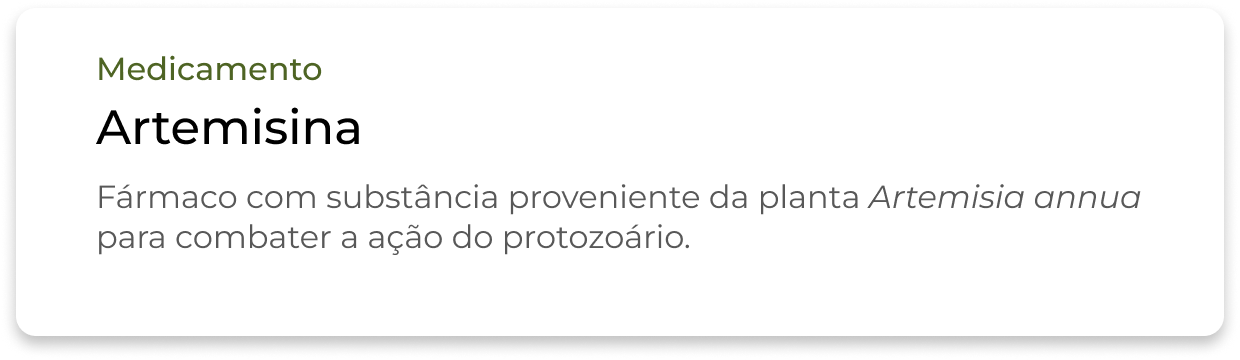 Medicamento
Artemisina
Fármaco com substância proveniente da planta Artemisia annua
para combater a ação do protozoário.